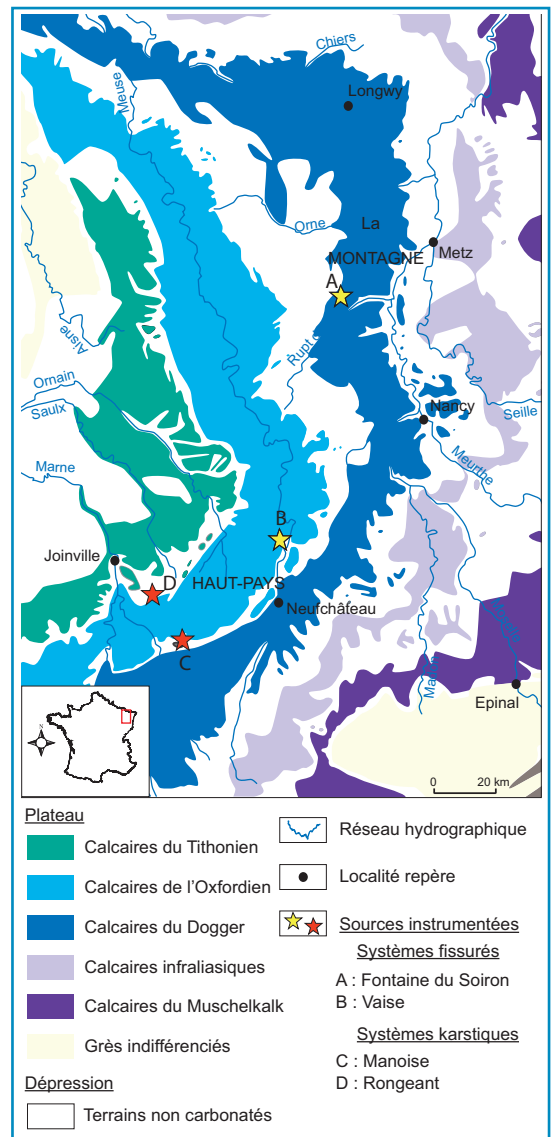 Chiers
Meuse
Longwy
Orne
La
MONTAGNE
Metz
A
Rupt
Aisne
Ornain
Saulx
Nancy
Seille
Marne
Meurthe
B
Joinville
D
HAUT-PAYS
Neufchâteau
C
Epinal
N
0 20 km
Plateau
Calcaires du Tithonien
Calcaires de l'Oxfordien
Calcaires du Dogger
Calcaires infraliasiques
Calcaires du Muschelkalk
Grès indifférenciés
Dépression
Terrains non carbonatés
Réseau hydrographique
Localité repère
Sources instrumentées
Systèmes fissurés
A : Fontaine du Soiron
B : Vaise
Systèmes karstiques
C : Manoise
D : Rongeant